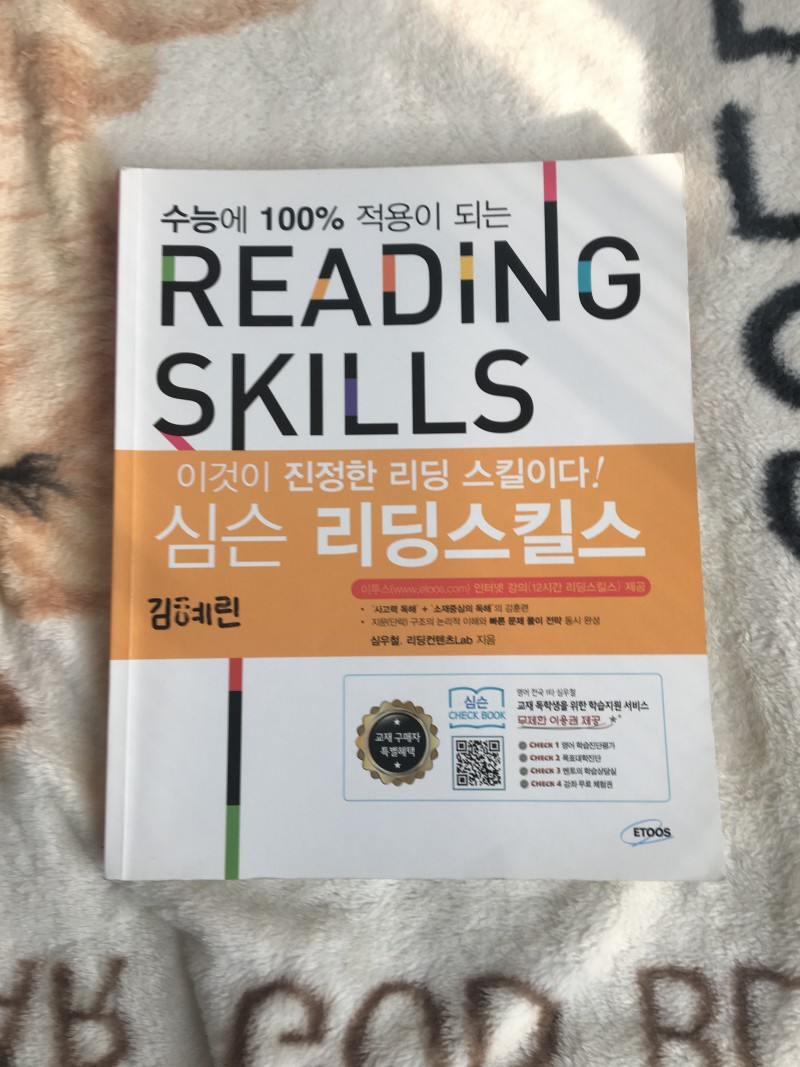 수능에 100% 적용이 되는
READING
SKILLS
이것이 진정한 리딩 스킬이다!
심슨 리딩스킬스
이투스(www.etoos.com) 인터넷 강의(12시간 리딩스킬스) 제공
김예린
• '사고력 독해' + '소재중심의 독해'의 강훈련
• 지문(단락) 구조의 논리적 이해와 빠른 문제 풀이 전략 동시 완성
심우철, 리딩컨텐츠Lab 지음
교재 구매자
특별혜택
심슨
CHECK BOOK
영어 전국 1타 심우철
교재 독학생을 위한 학습지원 서비스
무제한 이용권 제공
CHECK 1 영어 학습진단평가
CHECK 2 목표대학진단
CHECK 3 멘토의 학습상담실
CHECK 4 강좌 무료 체험권
ETOOS